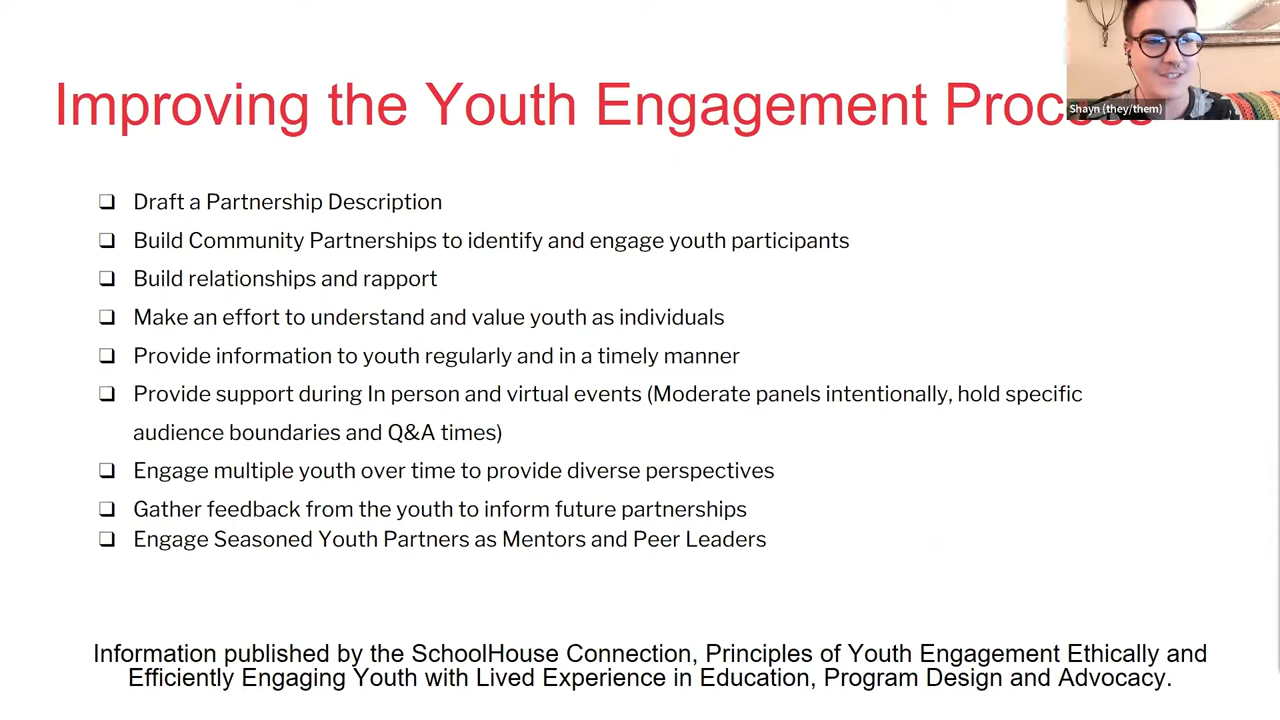 Improving the Youth Engagement Process
Shayn (they/them)
❑ Draft a Partnership Description
❑ Build Community Partnerships to identify and engage youth participants
❑ Build relationships and rapport
❑ Make an effort to understand and value youth as individuals
❑ Provide information to youth regularly and in a timely manner
❑ Provide support during In person and virtual events (Moderate panels intentionally, hold specific
audience boundaries and Q&A times)
❑ Engage multiple youth over time to provide diverse perspectives
❑ Gather feedback from the youth to inform future partnerships
❑ Engage Seasoned Youth Partners as Mentors and Peer Leaders
Information published by the SchoolHouse Connection, Principles of Youth Engagement Ethically and
Efficiently Engaging Youth with Lived Experience in Education, Program Design and Advocacy.